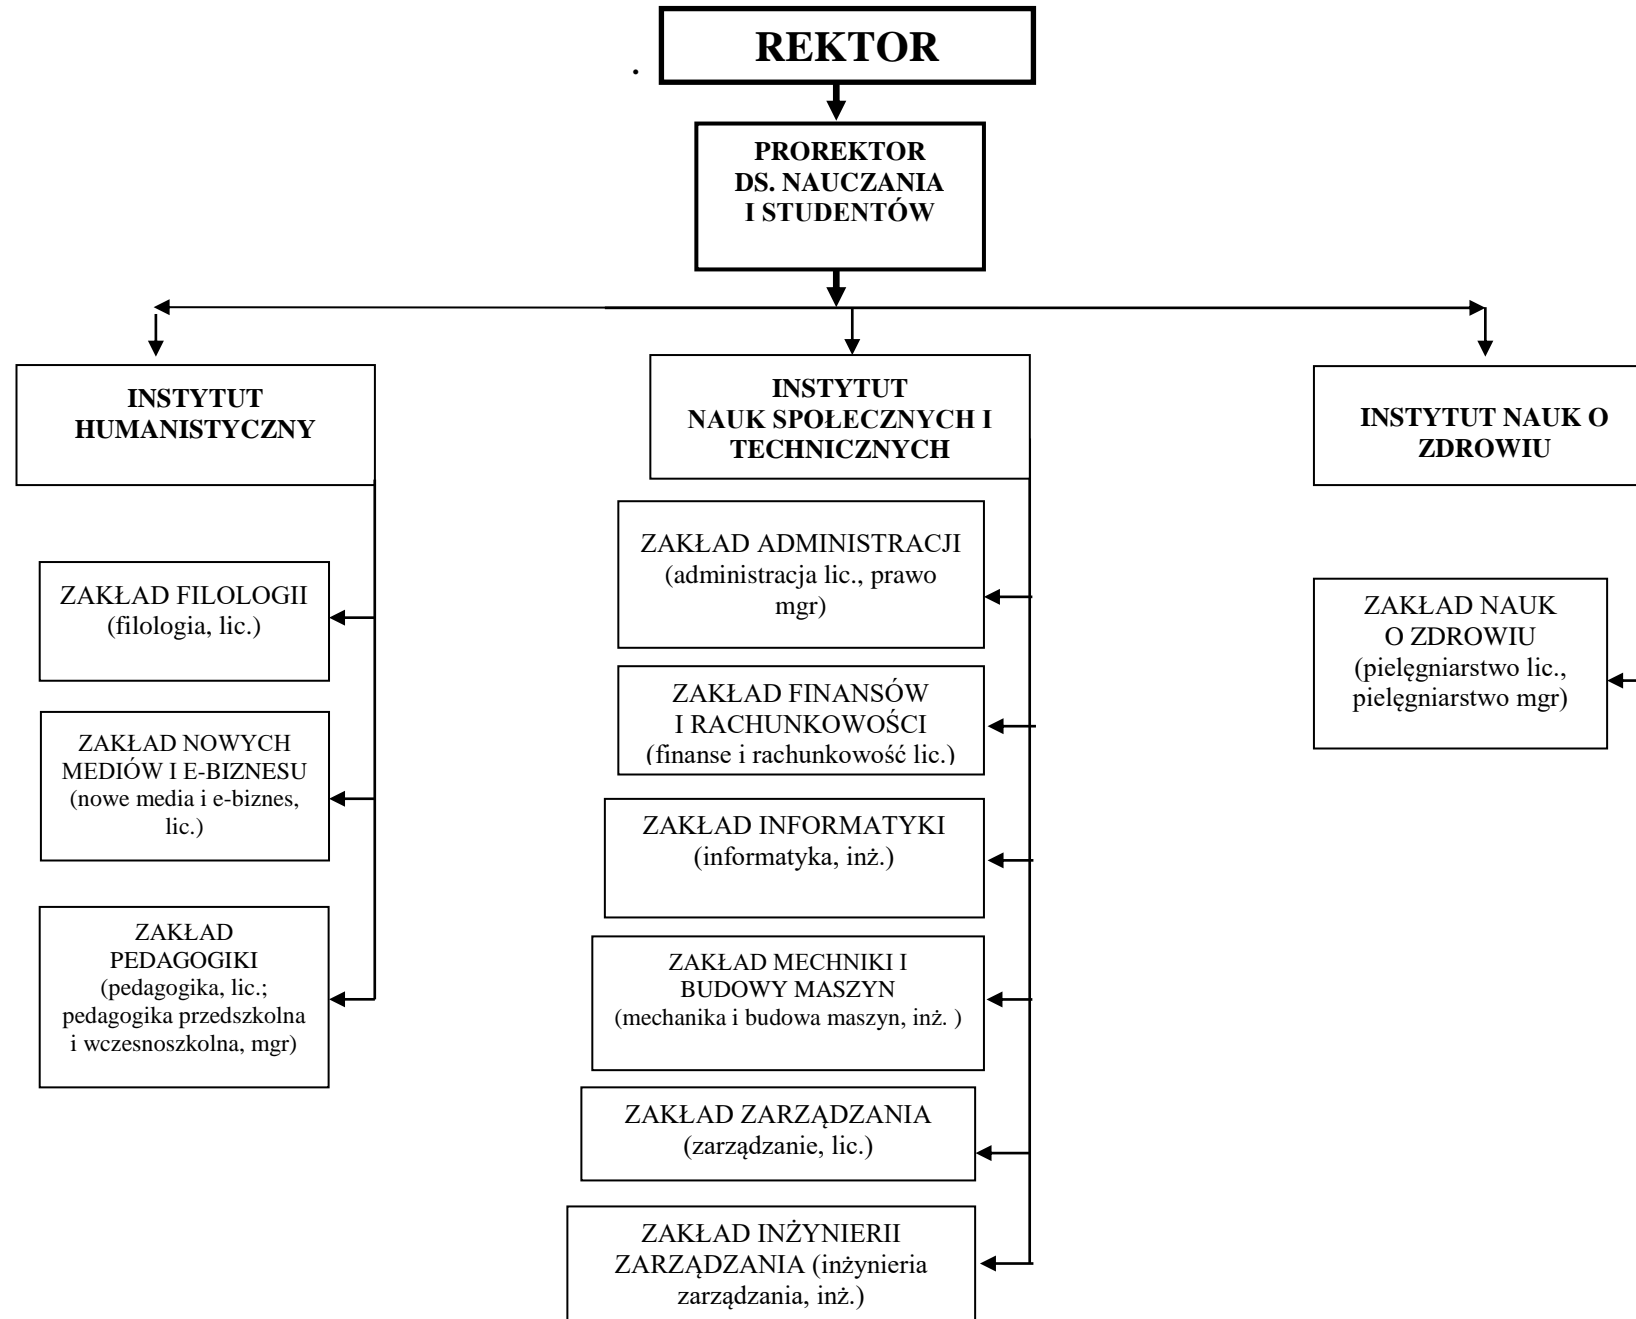 REKTOR
.
PROREKTOR
DS. NAUCZANIA
I STUDENTÓW
INSTYTUT
HUMANISTYCZNY
ZAKŁAD FILOLOGII
(filologia, lic.)
ZAKŁAD NOWYCH
MEDIÓW I E-BIZNESU
(nowe media i e-biznes,
lic.)
ZAKŁAD
PEDAGOGIKI
(pedagogika, lic.;
pedagogika przedszkolna
i wczesnoszkolna, mgr)
INSTYTUT
NAUK SPOŁECZNYCH I
TECHNICZNYCH
ZAKŁAD ADMINISTRACJI
(administracja lic., prawo
mgr)
ZAKŁAD FINANSÓW
I RACHUNKOWOŚCI
(finanse i rachunkowość lic.)
ZAKŁAD INFORMATYKI
(informatyka, inż.)
ZAKŁAD MECHNIKI I
BUDOWY MASZYN
(mechanika i budowa maszyn, inż. )
ZAKŁAD ZARZĄDZANIA
(zarządzanie, lic.)
ZAKŁAD INŻYNIERII
ZARZĄDZANIA (inżynieria
zarządzania, inż.)
INSTYTUT NAUK O
ZDROWIU
ZAKŁAD NAUK
O ZDROWIU
(pielęgniarstwo lic.,
pielęgniarstwo mgr)